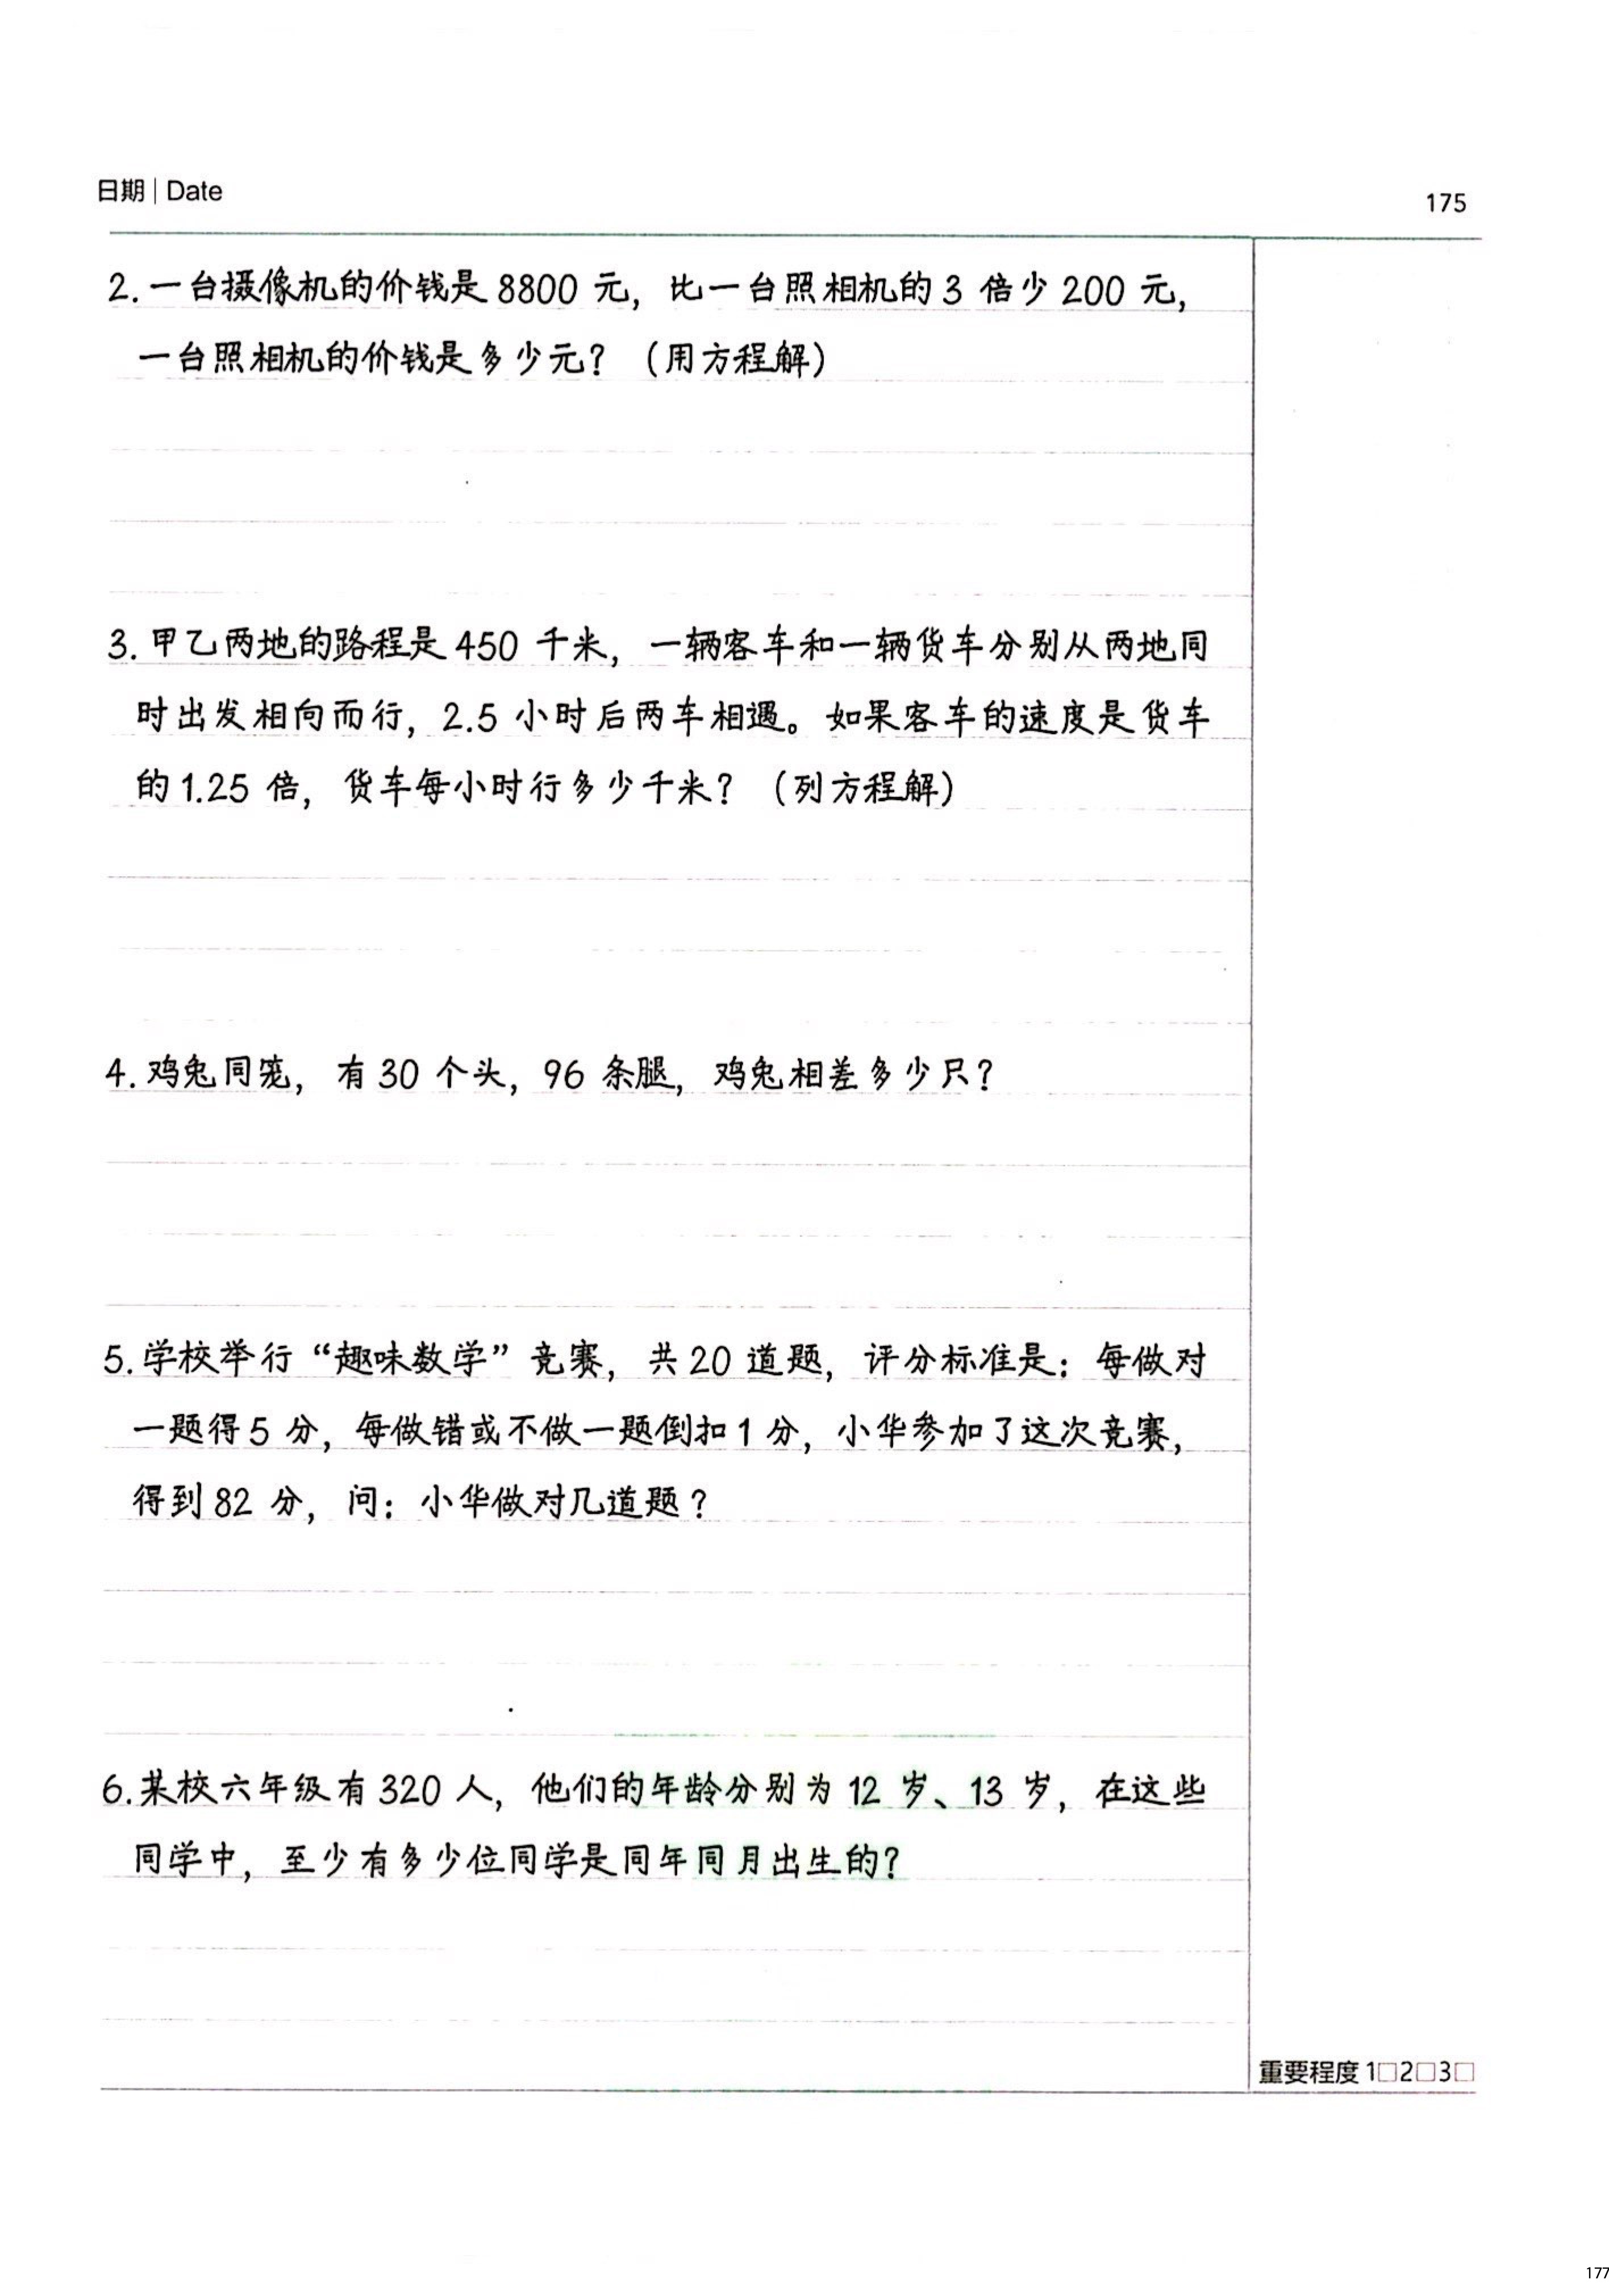 日期 | Date
175
2. 一台摄像机的价钱是 8800 元，比一台照相机的 3 倍少 200 元，
一台照相机的价钱是多少元？（用方程解）
3. 甲乙两地的路程是 450 千米，一辆客车和一辆货车分别从两地同
时出发相向而行，2.5 小时后两车相遇。如果客车的速度是货车
的 1.25 倍，货车每小时行多少千米？（列方程解）
4. 鸡兔同笼，有 30 个头，96 条腿，鸡兔相差多少只？
5. 学校举行“趣味数学”竞赛，共 20 道题，评分标准是：每做对
一题得 5 分，每做错或不做一题倒扣 1 分，小华参加了这次竞赛，
得到 82 分，问：小华做对几道题？
6. 某校六年级有 320 人，他们的年龄分别为 12 岁、13 岁，在这些
同学中，至少有多少位同学是同年同月出生的？
重要程度 1□2□3□
177